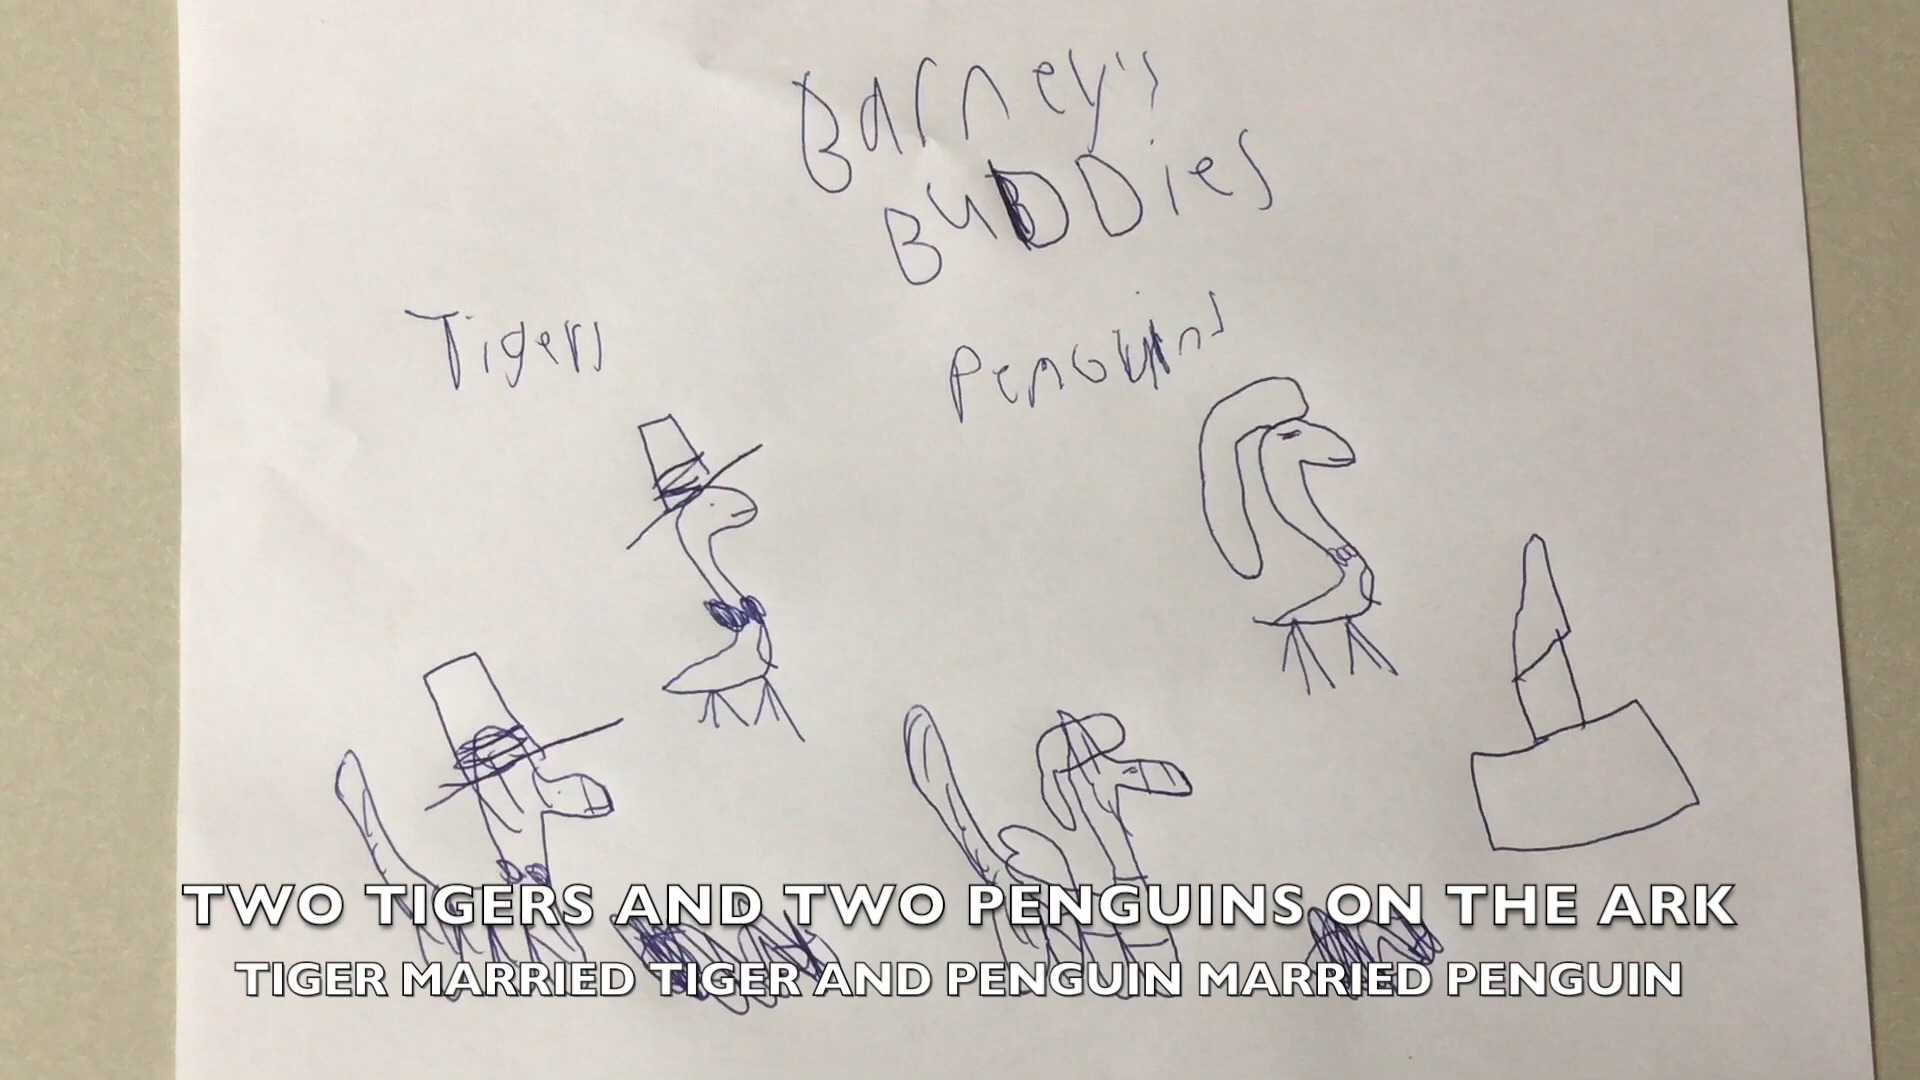 Barney's
BuDDies
Tigers
Penguins
TWO TIGERS AND TWO PENGUINS ON THE ARK
TIGER MARRIED TIGER AND PENGUIN MARRIED PENGUIN